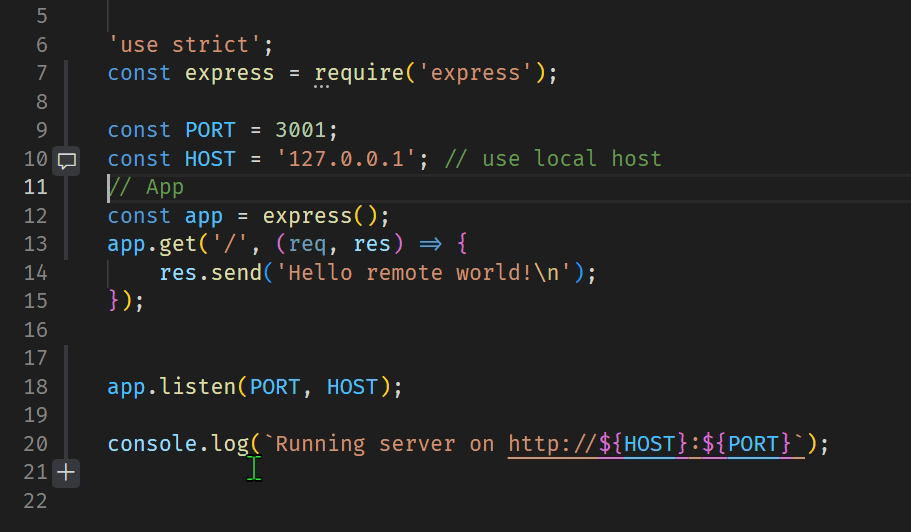 5
6 'use strict';
7 const express = require('express');
8
9 const PORT = 3001;
10 const HOST = '127.0.0.1'; // use local host
11 // App
12 const app = express();
13 app.get('/', (req, res) => {
14 res.send('Hello remote world!\n');
15 });
16
17
18 app.listen(PORT, HOST);
19
20 console.log(`Running server on http://${HOST}:${PORT}`);
21
22